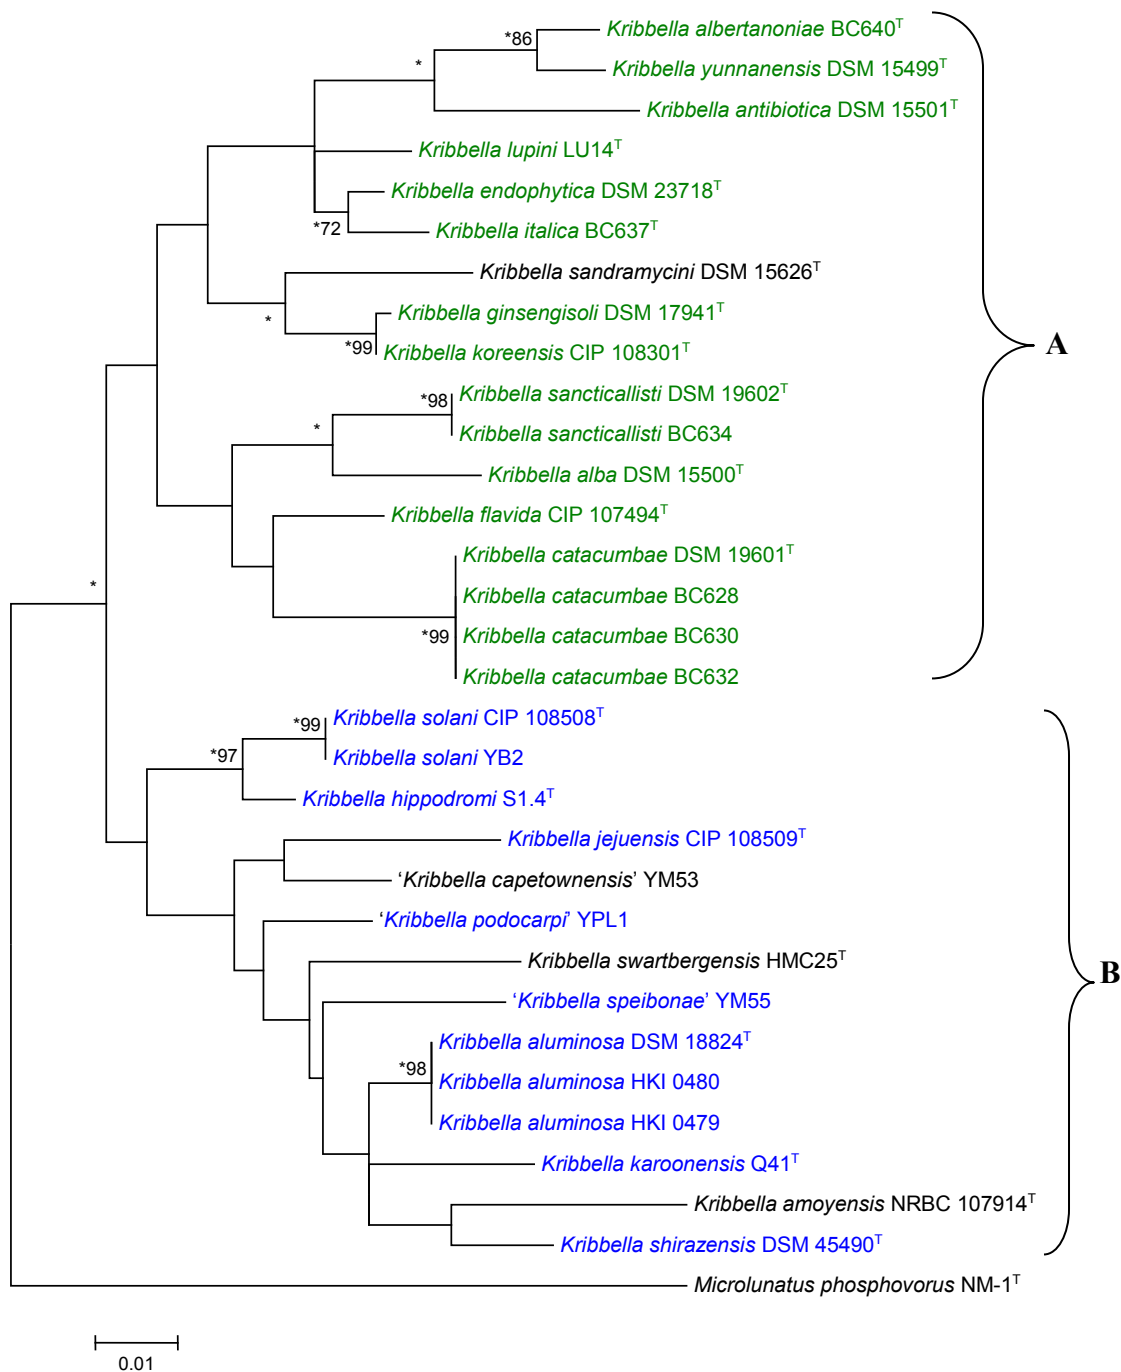 *86 Kribbella albertanoniae BC640ᵀ
* Kribbella yunnanensis DSM 15499ᵀ
Kribbella antibiotica DSM 15501ᵀ
Kribbella lupini LU14ᵀ
Kribbella endophytica DSM 23718ᵀ
*72 Kribbella italica BC637ᵀ
Kribbella sandramycini DSM 15626ᵀ
* Kribbella ginsengisoli DSM 17941ᵀ
*99 Kribbella koreensis CIP 108301ᵀ
A
*98 Kribbella sancticallisti DSM 19602ᵀ
* Kribbella sancticallisti BC634
Kribbella alba DSM 15500ᵀ
Kribbella flavida CIP 107494ᵀ
Kribbella catacumbae DSM 19601ᵀ
* Kribbella catacumbae BC628
*99 Kribbella catacumbae BC630
Kribbella catacumbae BC632
*99 Kribbella solani CIP 108508ᵀ
*97 Kribbella solani YB2
Kribbella hippodromi S1.4ᵀ
Kribbella jejuensis CIP 108509ᵀ
‘Kribbella capetownensis’ YM53
‘Kribbella podocarpi’ YPL1
Kribbella swartbergensis HMC25ᵀ
B
‘Kribbella speibonae’ YM55
Kribbella aluminosa DSM 18824ᵀ
*98 Kribbella aluminosa HKI 0480
Kribbella aluminosa HKI 0479
Kribbella karoonensis Q41ᵀ
Kribbella amoyensis NRBC 107914ᵀ
Kribbella shirazensis DSM 45490ᵀ
Microlunatus phosphovorus NM-1ᵀ
0.01